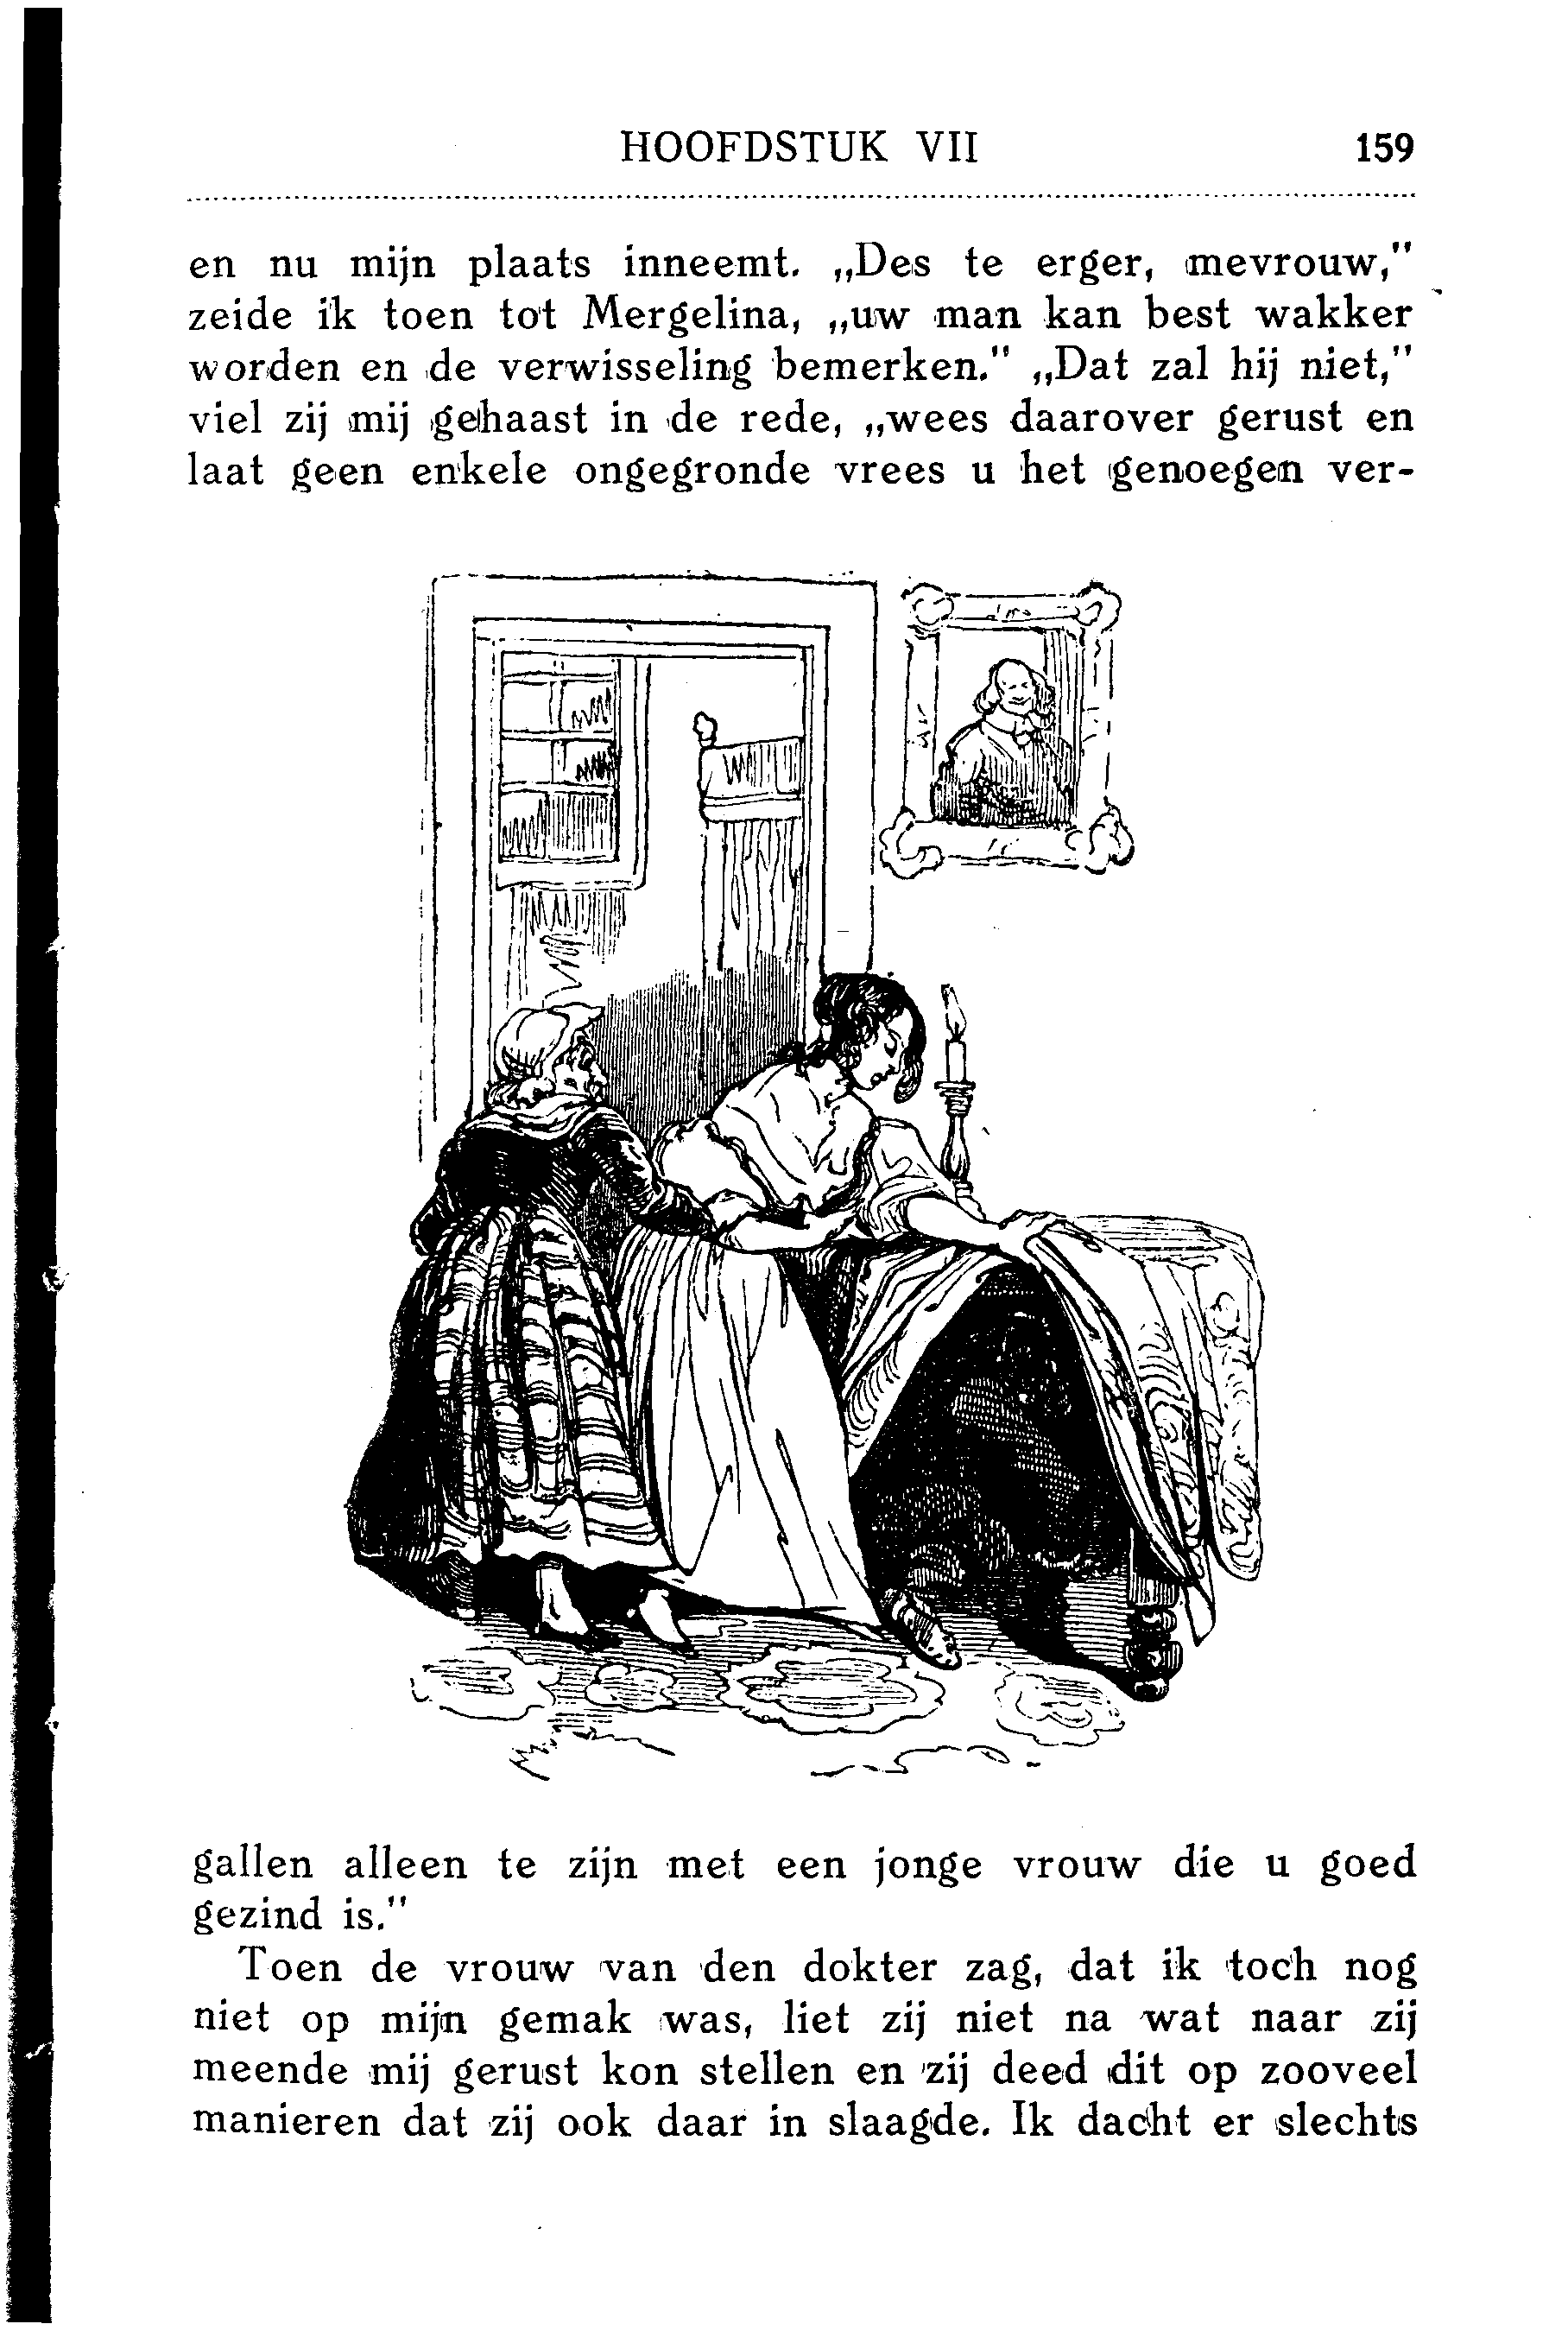 HOOFDSTUK VII 159
en nu mijn plaats inneemt. „Des te erger, mevrouw,"
zeide ik toen tot Mergelina, „uw man kan best wakker
worden en de verwisseling bemerken." „Dat zal hij niet,"
viel zij mij gehaast in de rede, „wees daarover gerust en
laat geen enkele ongegronde vrees u het genoegen ver-
gallen alleen te zijn met een jonge vrouw die u goed
gezind is."
Toen de vrouw van den dokter zag, dat ik toch nog
niet op mijn gemak was, liet zij niet na wat naar zij
meende mij gerust kon stellen en zij deed dit op zooveel
manieren dat zij ook daar in slaagde. Ik dacht er slechts